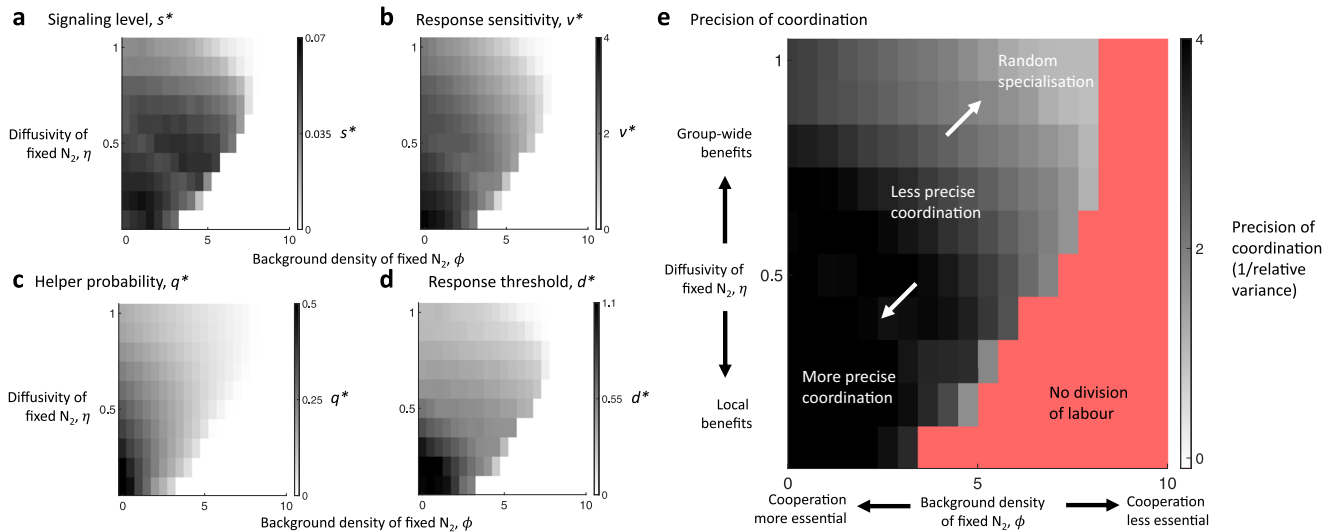 a Signaling level, s*
1
0.5
Diffusivity of
fixed N₂, η
0 5 10
0.07
0.035
0
s*
b Response sensitivity, v*
1
0.5
0 5 10
4
2
0
v*
Background density of fixed N₂, ϕ
c Helper probability, q*
1
0.5
Diffusivity of
fixed N₂, η
0 5 10
0.5
0.25
0
q*
d Response threshold, d*
1
0.5
0 5 10
1.1
0.55
0
d*
Background density of fixed N₂, ϕ
e Precision of coordination
1
0.5
Group-wide
benefits
Diffusivity of
fixed N₂, η
Local
benefits
Random
specialisation
Less precise
coordination
More precise
coordination
No division
of labour
0 5 10
Cooperation
more essential
Background density
of fixed N₂, ϕ
Cooperation
less essential
4
2
0
Precision of
coordination
(1/relative
variance)